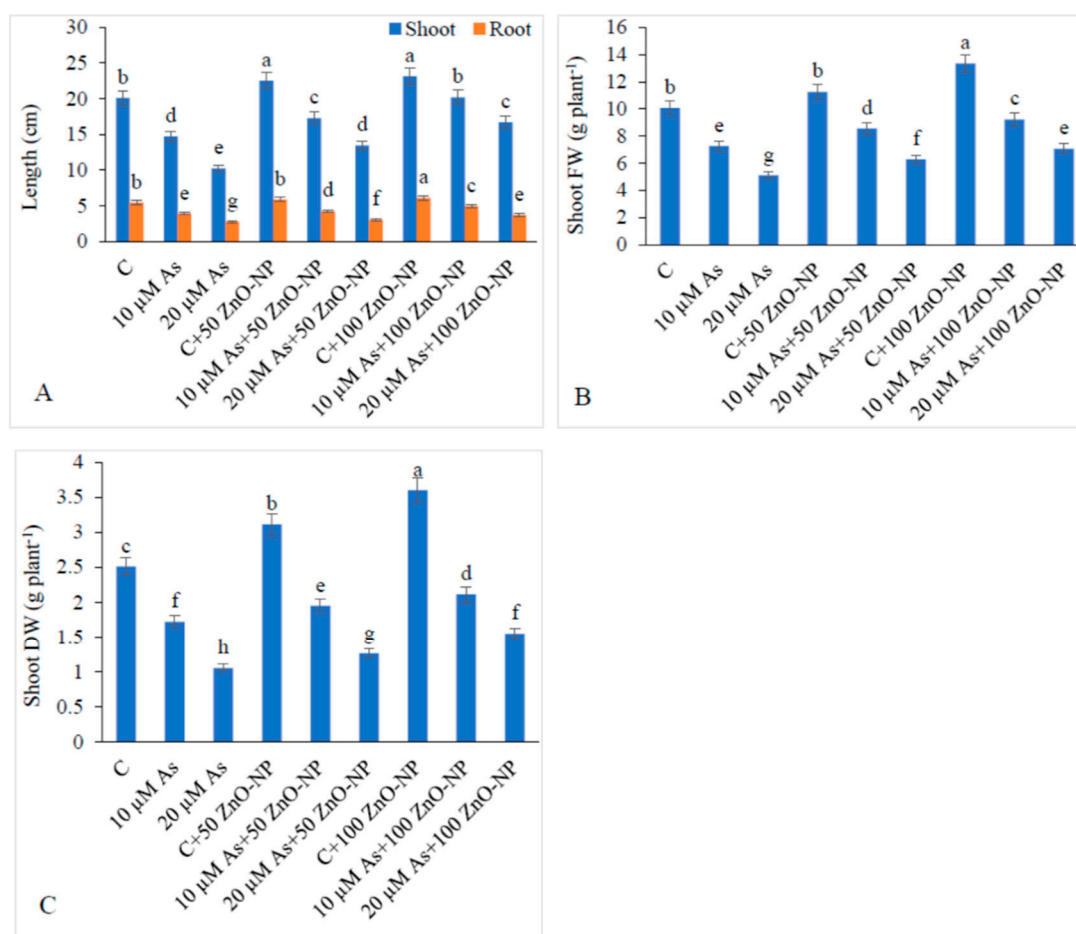 Shoot Root
Length (cm)
30
25
20
15
10
5
0
b
d
e
a
c
d
a
b
c
b
e
g
b
d
f
a
c
e
C
10 μM As
20 μM As
C+50 ZnO-NP
10 μM As+50 ZnO-NP
20 μM As+50 ZnO-NP
C+100 ZnO-NP
10 μM As+100 ZnO-NP
20 μM As+100 ZnO-NP
A
Shoot FW (g plant⁻¹)
16
14
12
10
8
6
4
2
0
b
e
g
b
d
f
a
c
e
C
10 μM As
20 μM As
C+50 ZnO-NP
10 μM As+50 ZnO-NP
20 μM As+50 ZnO-NP
C+100 ZnO-NP
10 μM As+100 ZnO-NP
20 μM As+100 ZnO-NP
B
Shoot DW (g plant⁻¹)
4
3.5
3
2.5
2
1.5
1
0.5
0
c
f
h
b
e
g
a
d
f
C
10 μM As
20 μM As
C+50 ZnO-NP
10 μM As+50 ZnO-NP
20 μM As+50 ZnO-NP
C+100 ZnO-NP
10 μM As+100 ZnO-NP
20 μM As+100 ZnO-NP
C